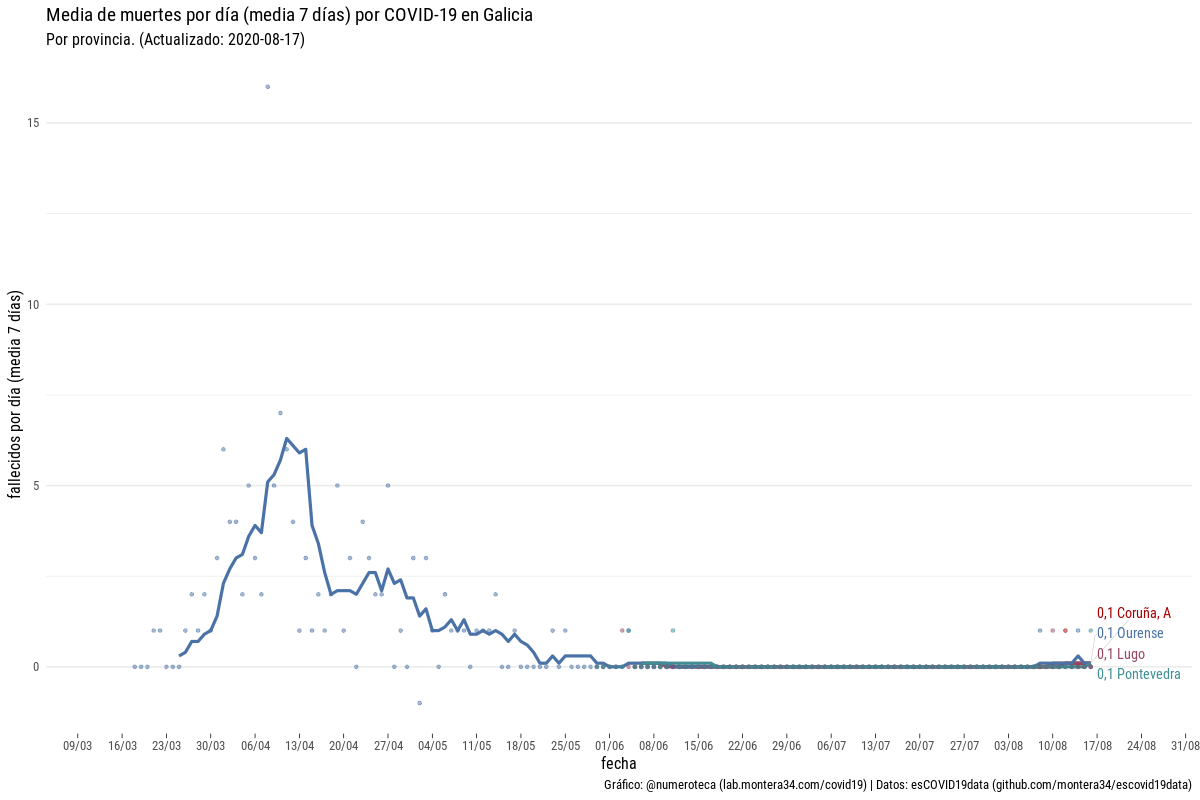 Media de muertes por día (media 7 días) por COVID-19 en Galicia
Por provincia. (Actualizado: 2020-08-17)
fallecidos por día (media 7 días)
15
10
5
0
0,1 Coruña, A
0,1 Ourense
0,1 Lugo
0,1 Pontevedra
09/03 16/03 23/03 30/03 06/04 13/04 20/04 27/04 04/05 11/05 18/05 25/05 01/06 08/06 15/06 22/06 29/06 06/07 13/07 20/07 27/07 03/08 10/08 17/08 24/08 31/08
fecha
Gráfico: @numeroteca (lab.montera34.com/covid19) | Datos: esCOVID19data (github.com/montera34/escovid19data)